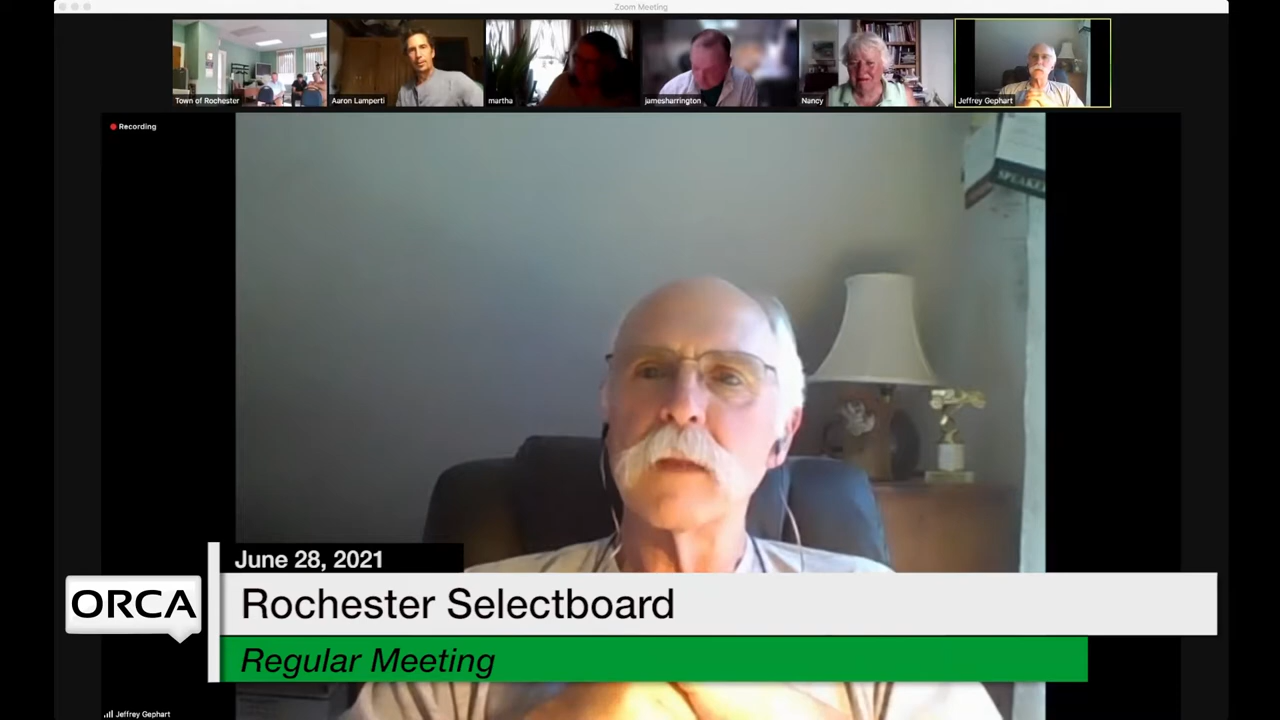 Zoom Meeting
Town of Rochester
Aaron Lamperti
martha
jamesharrington
Nancy
Jeffrey Gephart
Recording
SPEAKE
June 28, 2021
ORCA
Rochester Selectboard
Regular Meeting
Jeffrey Gephart